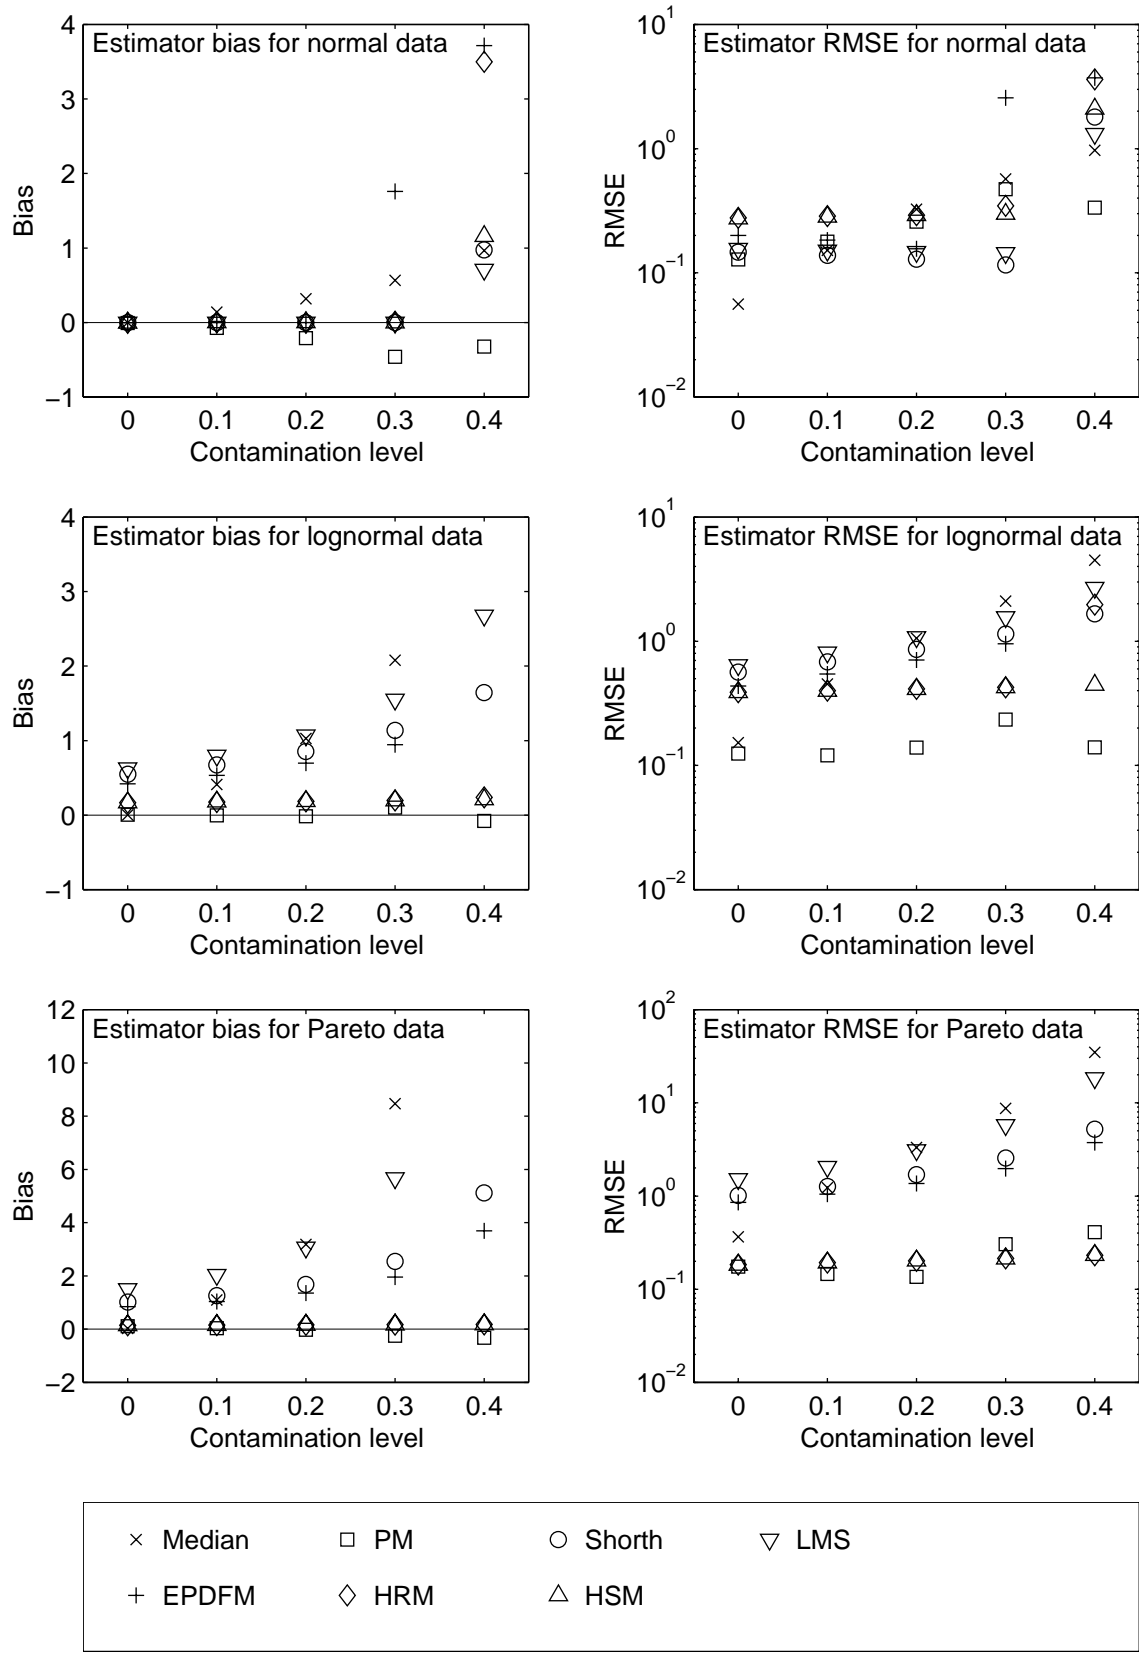 Estimator bias for normal data
4
3
2
1
0
−1
Bias
0 0.1 0.2 0.3 0.4
Contamination level
Estimator RMSE for normal data
10^1
10^0
10^−1
10^−2
RMSE
0 0.1 0.2 0.3 0.4
Contamination level
Estimator bias for lognormal data
4
3
2
1
0
−1
Bias
0 0.1 0.2 0.3 0.4
Contamination level
Estimator RMSE for lognormal data
10^1
10^0
10^−1
10^−2
RMSE
0 0.1 0.2 0.3 0.4
Contamination level
Estimator bias for Pareto data
12
10
8
6
4
2
0
−2
Bias
0 0.1 0.2 0.3 0.4
Contamination level
Estimator RMSE for Pareto data
10^2
10^1
10^0
10^−1
10^−2
RMSE
0 0.1 0.2 0.3 0.4
Contamination level
Median PM Shorth LMS
EPDFM HRM HSM